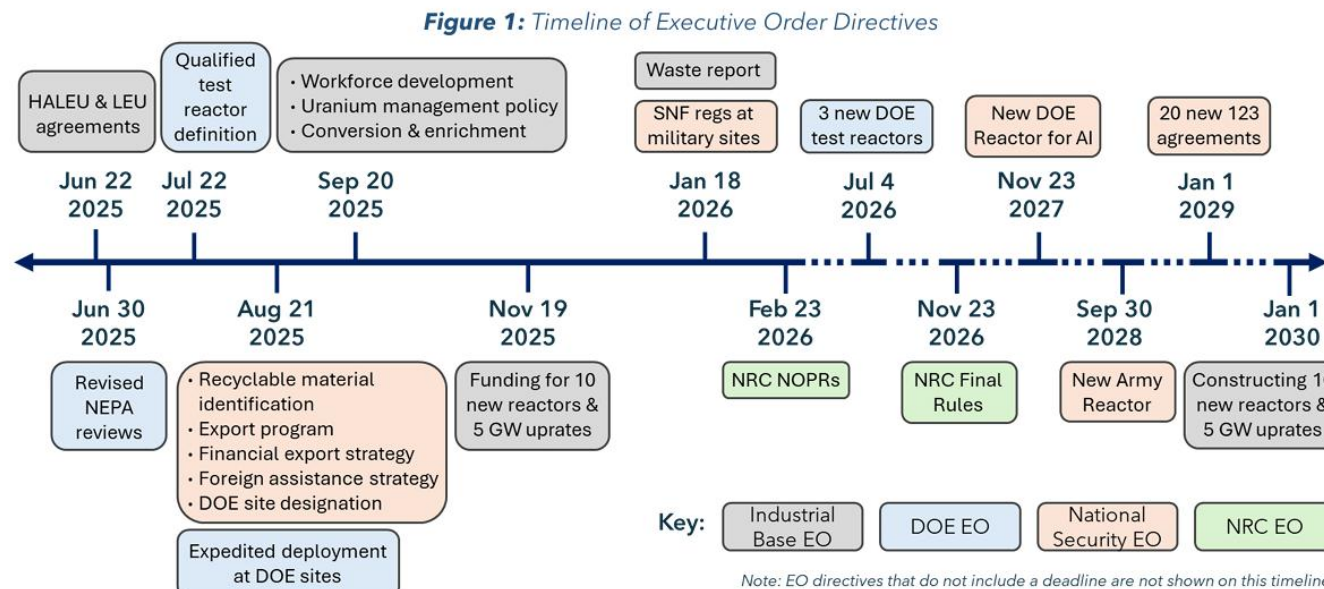 Figure 1: Timeline of Executive Order Directives
HALEU & LEU
agreements
Qualified
test
reactor
definition
• Workforce development
• Uranium management policy
• Conversion & enrichment
Waste report
SNF regs at
military sites
3 new DOE
test reactors
New DOE
Reactor for AI
20 new 123
agreements
Jun 22
2025
Jul 22
2025
Sep 20
2025
Jan 18
2026
Jul 4
2026
Nov 23
2027
Jan 1
2029
Jun 30
2025
Aug 21
2025
Nov 19
2025
Feb 23
2026
Nov 23
2026
Sep 30
2028
Jan 1
2030
Revised
NEPA
reviews
• Recyclable material
identification
• Export program
• Financial export strategy
• Foreign assistance strategy
• DOE site designation
Expedited deployment
at DOE sites
Funding for 10
new reactors &
5 GW uprates
NRC NOPRs
NRC Final
Rules
New Army
Reactor
Constructing
new reactors &
5 GW uprates
Key:
Industrial
Base EO
DOE EO
National
Security EO
NRC EO
Note: EO directives that do not include a deadline are not shown on this timeline